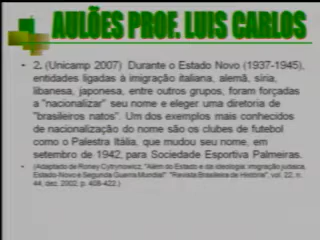 AULÕES PROF. LUIS CARLOS
• 2. (Unicamp 2007) Durante o Estado Novo (1937-1945),
entidades ligadas à imigração italiana, alemã, síria,
libanesa, japonesa, entre outros grupos, foram forçadas
a "nacionalizar" seu nome e eleger uma diretoria de
"brasileiros natos". Um dos exemplos mais conhecidos
de nacionalização do nome são os clubes de futebol
como o Palestra Itália, que mudou seu nome, em
setembro de 1942, para Sociedade Esportiva Palmeiras.
• (Adaptado de Roney Cytrynowicz, "Além do Estado e da ideologia: imigração judaica,
Estado-Novo e Segunda Guerra Mundial". "Revista Brasileira de História", vol. 22, n.
44, dez. 2002, p. 408-422.)